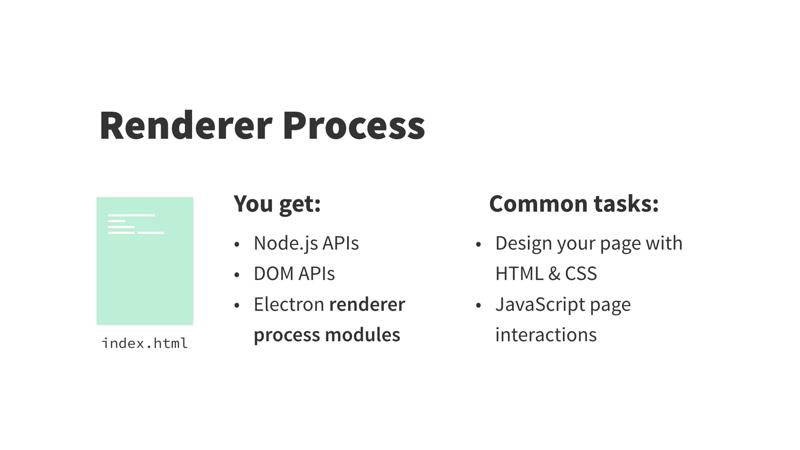 Renderer Process
You get:
• Node.js APIs
• DOM APIs
• Electron renderer
process modules
Common tasks:
• Design your page with
HTML & CSS
• JavaScript page
interactions
index.html